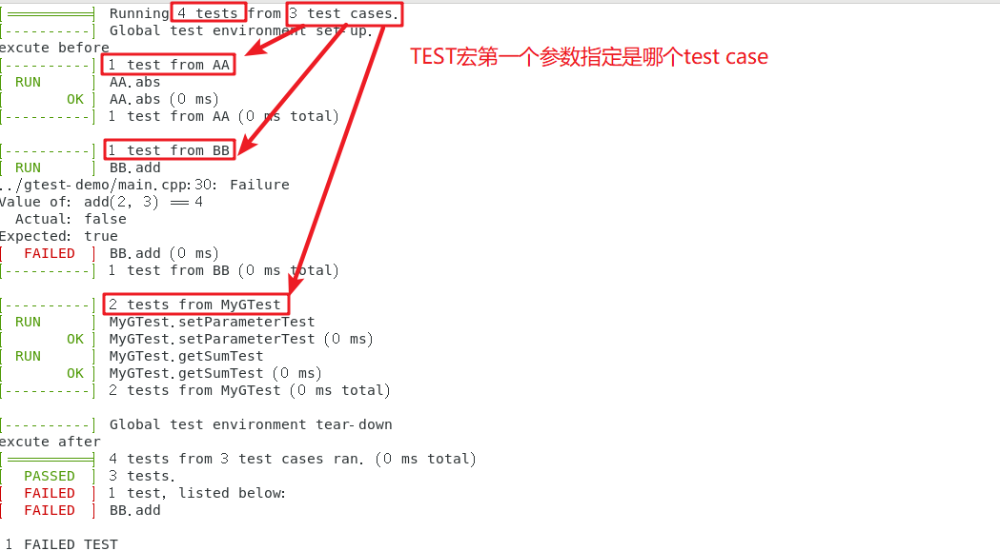 [==========] Running 4 tests from 3 test cases.
[----------] Global test environment set-up.
excute before
[----------] 1 test from AA
[ RUN      ] AA.abs
[       OK ] AA.abs (0 ms)
[----------] 1 test from AA (0 ms total)
[----------] 1 test from BB
[ RUN      ] BB.add
../gtest-demo/main.cpp:30: Failure
Value of: add(2, 3) == 4
  Actual: false
Expected: true
[  FAILED  ] BB.add (0 ms)
[----------] 1 test from BB (0 ms total)
[----------] 2 tests from MyGTest
[ RUN      ] MyGTest.setParameterTest
[       OK ] MyGTest.setParameterTest (0 ms)
[ RUN      ] MyGTest.getSumTest
[       OK ] MyGTest.getSumTest (0 ms)
[----------] 2 tests from MyGTest (0 ms total)
[----------] Global test environment tear-down
excute after
[==========] 4 tests from 3 test cases ran. (0 ms total)
[  PASSED  ] 3 tests.
[  FAILED  ] 1 test, listed below:
[  FAILED  ] BB.add
1 FAILED TEST
TEST宏第一个参数指定是哪个test case